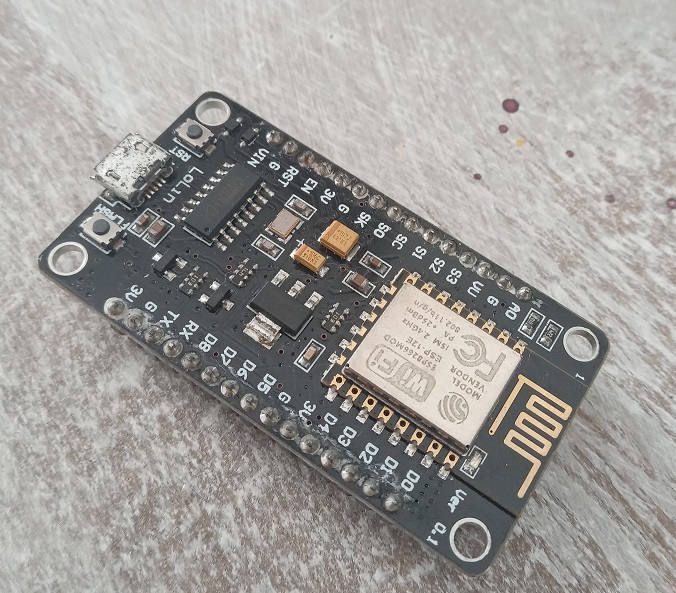 RST
LoLin
FLASH
VIN
G
RST
EN
3V
G
SK
SO
SC
S1
S2
S3
VU
G
A0
3V
G
TX
RX
D8
D7
D6
D5
G
3V
D4
D3
D2
D1
D0
MODEL
VENDOR
ESP8266MOD
ESP-12E
ISM 2.4GHz
PA +25dBm
802.11b/g/n
WiFi
FC
1
Ver 0.1